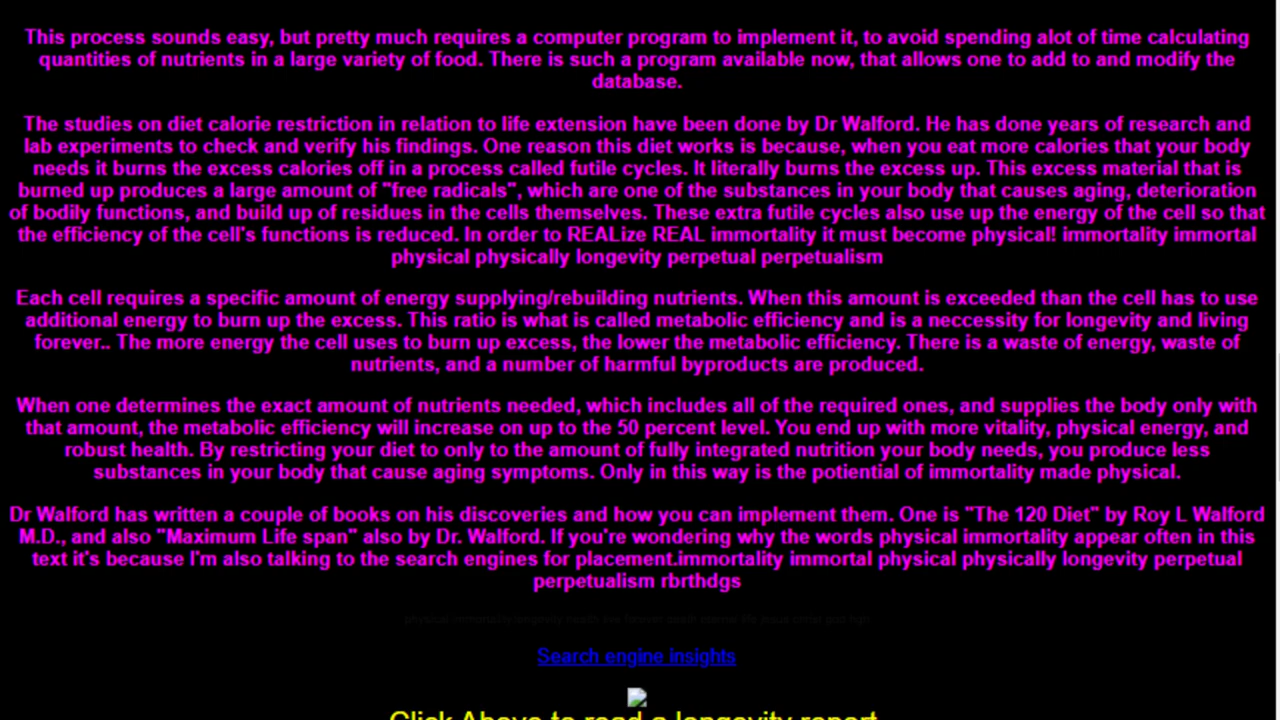 This process sounds easy, but pretty much requires a computer program to implement it, to avoid spending alot of time calculating
quantities of nutrients in a large variety of food. There is such a program available now, that allows one to add to and modify the
database.
The studies on diet calorie restriction in relation to life extension have been done by Dr Walford. He has done years of research and
lab experiments to check and verify his findings. One reason this diet works is because, when you eat more calories that your body
needs it burns the excess calories off in a process called futile cycles. It literally burns the excess up. This excess material that is
burned up produces a large amount of "free radicals", which are one of the substances in your body that causes aging, deterioration
of bodily functions, and build up of residues in the cells themselves. These extra futile cycles also use up the energy of the cell so that
the efficiency of the cell's functions is reduced. In order to REALize REAL immortality it must become physical! immortality immortal
physical physically longevity perpetual perpetualism
Each cell requires a specific amount of energy supplying/rebuilding nutrients. When this amount is exceeded than the cell has to use
additional energy to burn up the excess. This ratio is what is called metabolic efficiency and is a neccessity for longevity and living
forever.. The more energy the cell uses to burn up excess, the lower the metabolic efficiency. There is a waste of energy, waste of
nutrients, and a number of harmful byproducts are produced.
When one determines the exact amount of nutrients needed, which includes all of the required ones, and supplies the body only with
that amount, the metabolic efficiency will increase on up to the 50 percent level. You end up with more vitality, physical energy, and
robust health. By restricting your diet to only to the amount of fully integrated nutrition your body needs, you produce less
substances in your body that cause aging symptoms. Only in this way is the potiential of immortality made physical.
Dr Walford has written a couple of books on his discoveries and how you can implement them. One is "The 120 Diet" by Roy L Walford
M.D., and also "Maximum Life span" also by Dr. Walford. If you're wondering why the words physical immortality appear often in this
text it's because I'm also talking to the search engines for placement.immortality immortal physical physically longevity perpetual
perpetualism rbrthdgs
Search engine insights
Click Above to read a longevity report